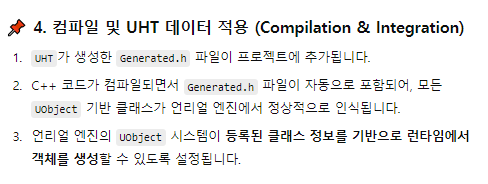 📌 4. 컴파일 및 UHT 데이터 적용 (Compilation & Integration)
1. UHT 가 생성한 Generated.h 파일이 프로젝트에 추가됩니다.
2. C++ 코드가 컴파일되면서 Generated.h 파일이 자동으로 포함되어, 모든
UObject 기반 클래스가 언리얼 엔진에서 정상적으로 인식됩니다.
3. 언리얼 엔진의 UObject 시스템이 등록된 클래스 정보를 기반으로 런타임에서
객체를 생성할 수 있도록 설정됩니다.